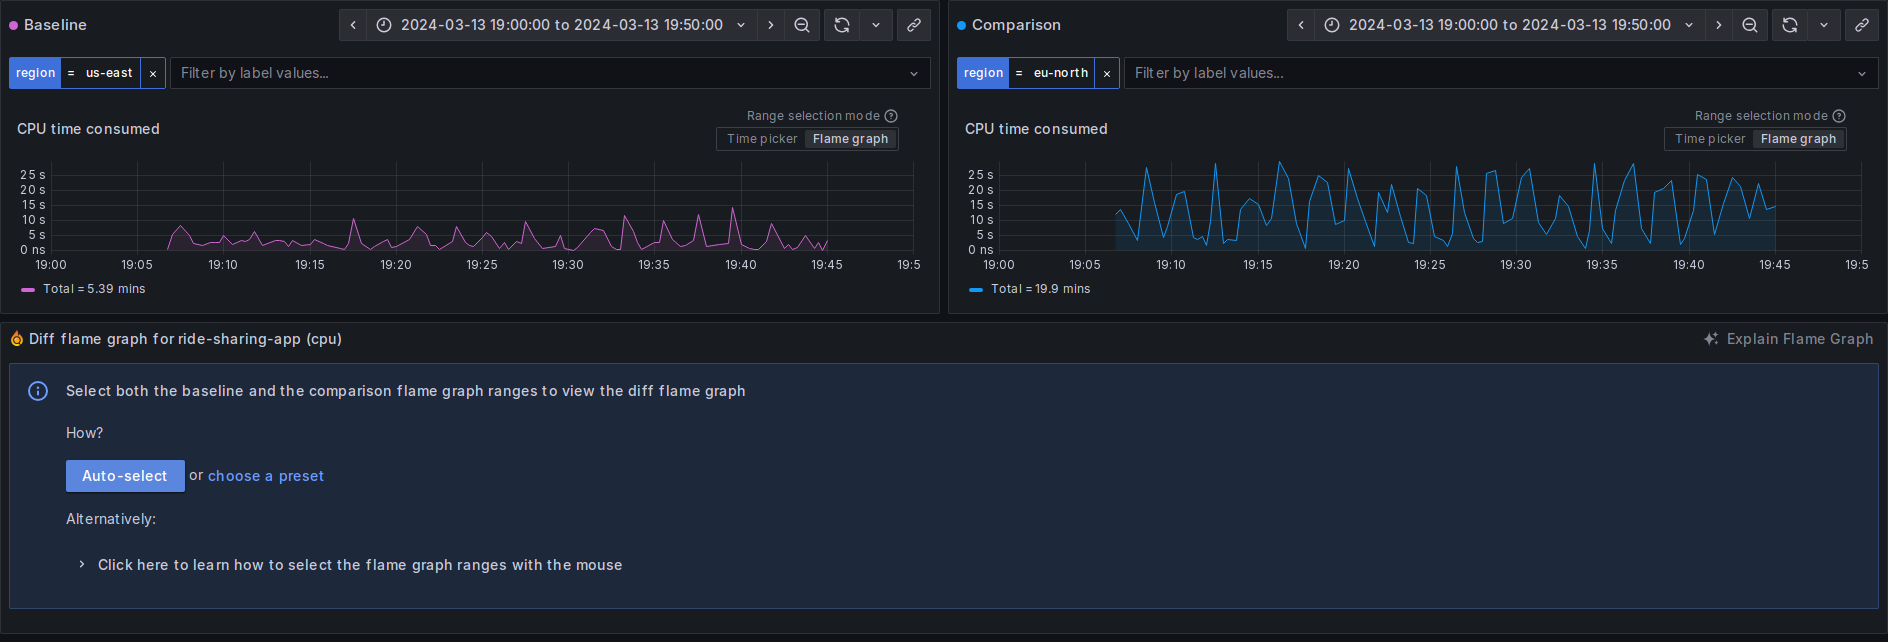 Baseline
2024-03-13 19:00:00 to 2024-03-13 19:50:00
region = us-east ×
Filter by label values...
CPU time consumed
Range selection mode ?
Time picker Flame graph
25 s
20 s
15 s
10 s
5 s
0 ns
19:00 19:05 19:10 19:15 19:20 19:25 19:30 19:35 19:40 19:45 19:5
Total = 5.39 mins
Comparison
2024-03-13 19:00:00 to 2024-03-13 19:50:00
region = eu-north ×
Filter by label values...
CPU time consumed
Range selection mode ?
Time picker Flame graph
25 s
20 s
15 s
10 s
5 s
0 ns
19:00 19:05 19:10 19:15 19:20 19:25 19:30 19:35 19:40 19:45 19:5
Total = 19.9 mins
Diff flame graph for ride-sharing-app (cpu)
Explain Flame Graph
Select both the baseline and the comparison flame graph ranges to view the diff flame graph
How?
Auto-select or choose a preset
Alternatively:
Click here to learn how to select the flame graph ranges with the mouse